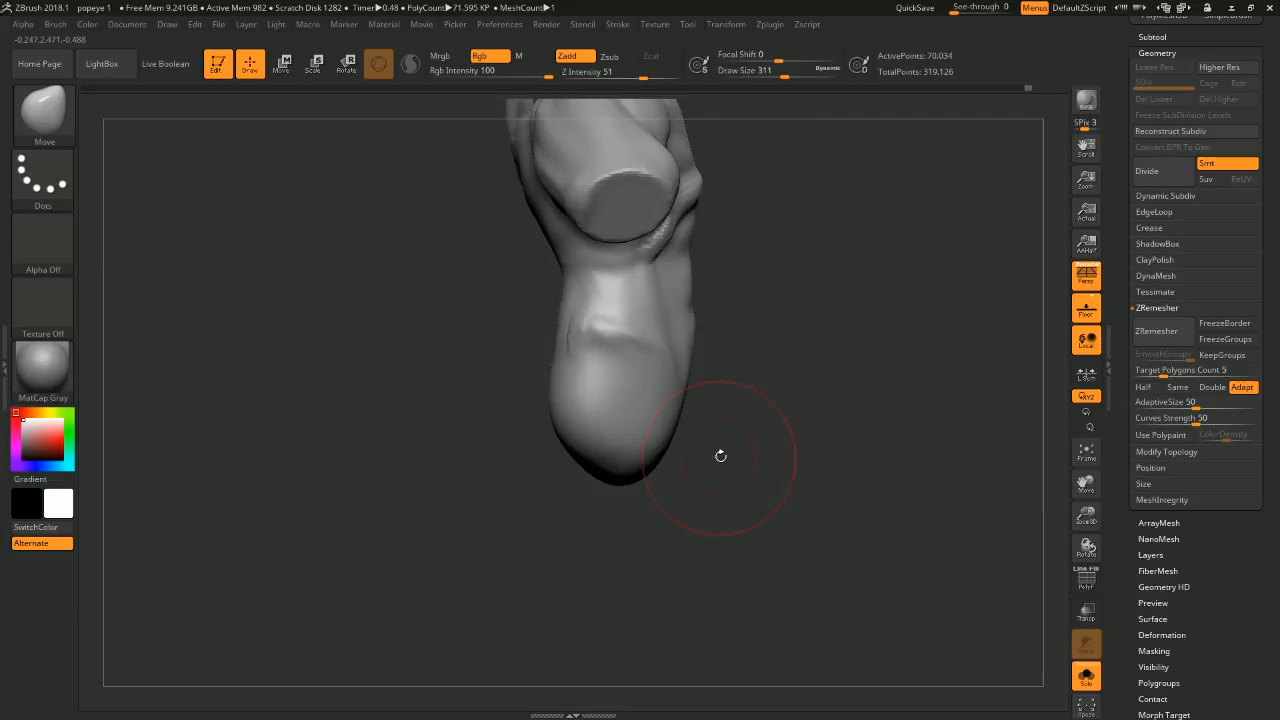 ZBrush 2018.1 popeye 1 • Free Mem 9.241GB • Active Mem 982 • Scratch Disk 1282 • Timer▶0.48 • PolyCount▶71.595 KP • MeshCount▶1 QuickSave See-through 0 Menus DefaultZScript
Alpha Brush Color Document Draw Edit File Layer Light Macro Marker Material Movie Picker Preferences Render Stencil Stroke Texture Tool Transform Zplugin Zscript
-0.247,2.471,-0.488
Home Page LightBox Live Boolean Edit Draw Move Scale Rotate
Mrgb Rgb M
Rgb Intensity 100
Zadd Zsub Zcut
Z Intensity 51
S
Focal Shift 0
Draw Size 311 Dynamic
D
ActivePoints: 70,034
TotalPoints: 319,126
Move
Dots
Alpha Off
Texture Off
MatCap Gray
Gradient
SwitchColor
Alternate
BPR
SPix 3
Scroll
Zoom
Actual
AAHalf
Dynamic
Persp
Floor
Local
L.Sym
XYZ
Frame
Move
Zoom3D
Rotate
Line Fill
PolyF
Transp
Solo
Xpose
PolyMesh3D SimpleBrush
Subtool
Geometry
Lower Res Higher Res
SDiv Cage Rstr
Del Lower Del Higher
Freeze SubDivision Levels
Reconstruct Subdiv
Convert BPR To Geo
Divide Smt
Suv ReUV
Dynamic Subdiv
EdgeLoop
Crease
ShadowBox
ClayPolish
DynaMesh
Tessimate
ZRemesher
ZRemesher FreezeBorder
FreezeGroups
SmoothGroups KeepGroups
Target Polygons Count 5
Half Same Double Adapt
AdaptiveSize 50
Curves Strength 50
Use Polypaint ColorDensity
Modify Topology
Position
Size
MeshIntegrity
ArrayMesh
NanoMesh
Layers
FiberMesh
Geometry HD
Preview
Surface
Deformation
Masking
Visibility
Polygroups
Contact
Morph Target